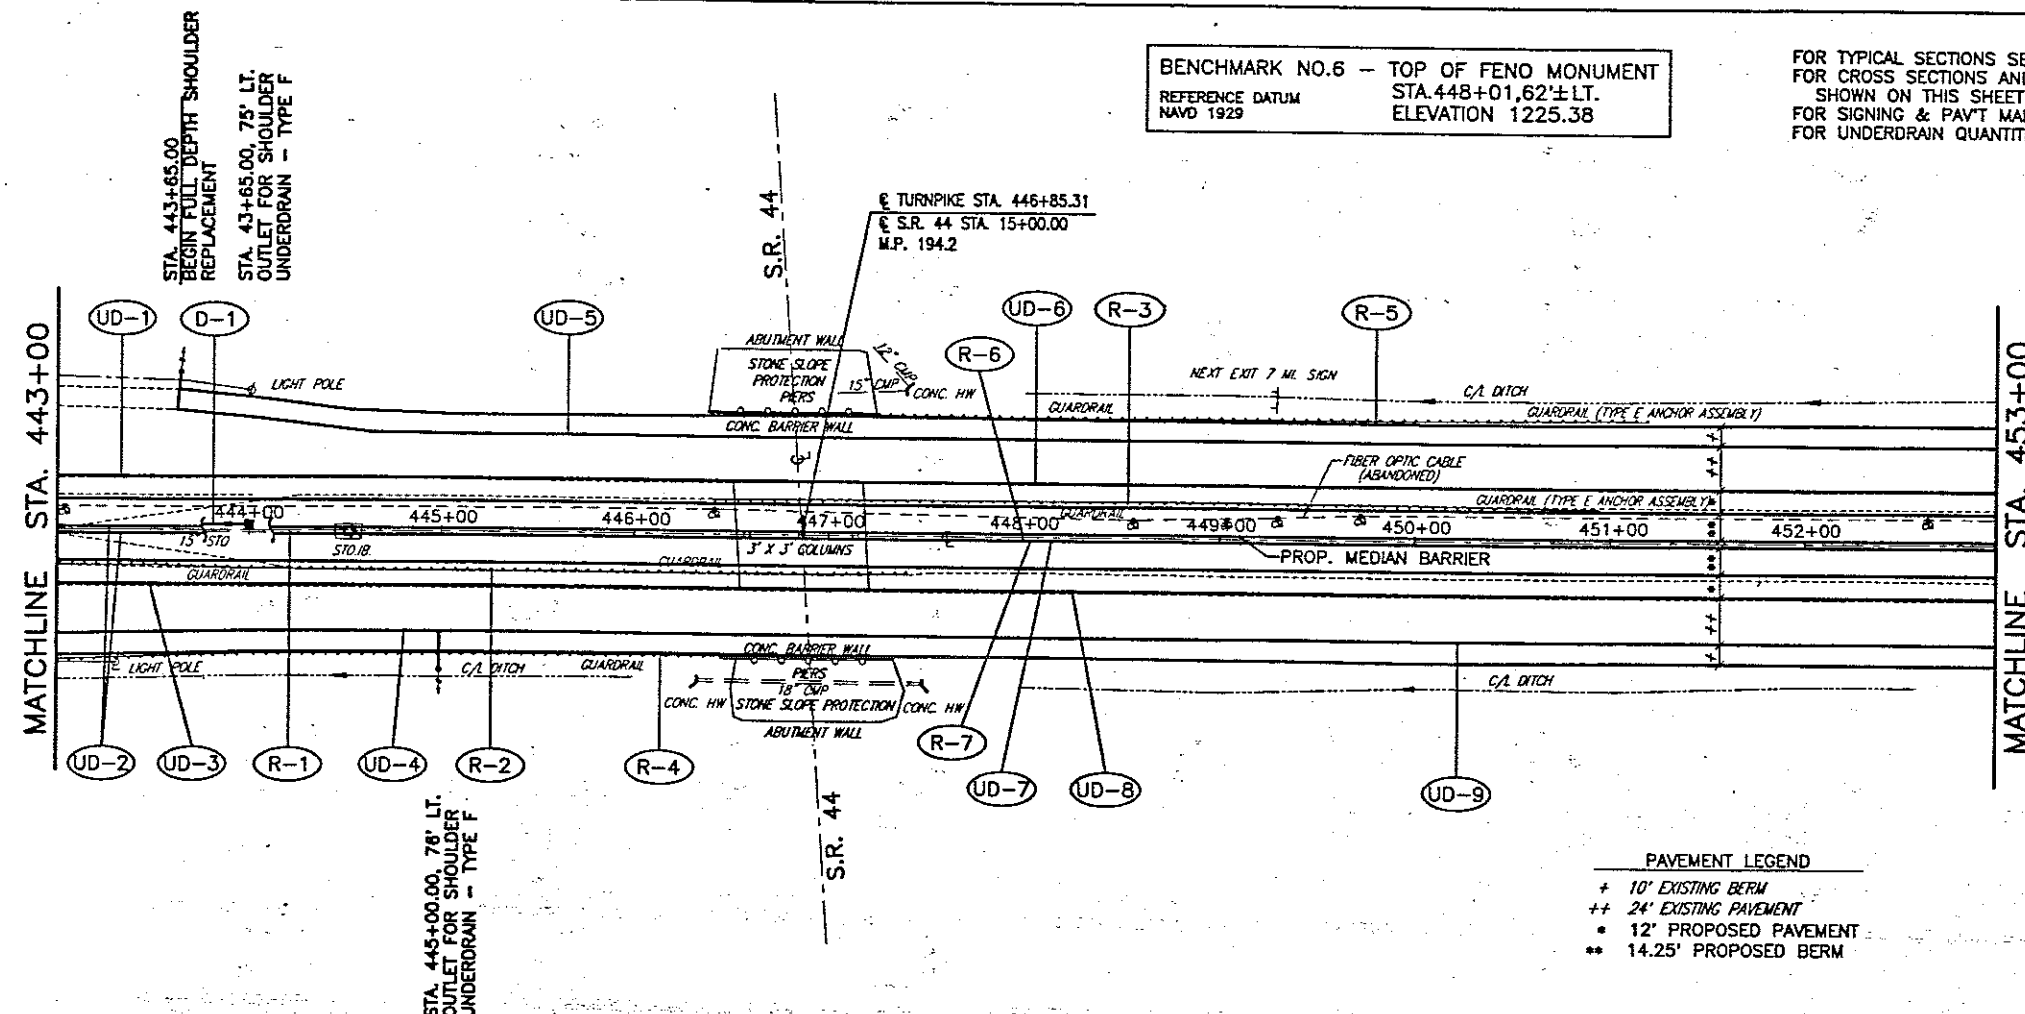 BENCHMARK NO.6 – TOP OF FENO MONUMENT
REFERENCE DATUM STA.448+01,62'± LT.
NAVD 1929 ELEVATION 1225.38
FOR TYPICAL SECTIONS SE
FOR CROSS SECTIONS AN
SHOWN ON THIS SHEET
FOR SIGNING & PAV'T MA
FOR UNDERDRAIN QUANTIT
STA. 443+65.00
BEGIN FULL DEPTH SHOULDER
REPLACEMENT
STA. 43+65.00, 75' LT.
OUTLET FOR SHOULDER
UNDERDRAIN – TYPE F
S.R. 44
℄ TURNPIKE STA. 446+85.31
℄ S.R. 44 STA. 15+00.00
M.P. 194.2
MATCHLINE STA. 443+00
UD-1
D-1
UD-5
UD-6
R-3
R-5
R-6
LIGHT POLE
ABUTMENT WALL
STONE SLOPE
PROTECTION
PIERS
12" CMP
15" CMP
CONC. HW
CONC. BARRIER WALL
GUARDRAIL
NEXT EXIT 7 MI. SIGN
C/L DITCH
GUARDRAIL (TYPE E ANCHOR ASSEMBLY)
FIBER OPTIC CABLE
(ABANDONED)
GUARDRAIL (TYPE E ANCHOR ASSEMBLY)
444+00
445+00
446+00
447+00
448+00
449+00
450+00
451+00
452+00
GUARDRAIL
15" STO
STO.18
3' X 3' COLUMNS
PROP. MEDIAN BARRIER
GUARDRAIL
GUARDRAIL
LIGHT POLE
C/L DITCH
GUARDRAIL
CONC. BARRIER WALL
PIERS
18" CMP
CONC. HW
STONE SLOPE PROTECTION
CONC. HW
ABUTMENT WALL
C/L DITCH
UD-2
UD-3
R-1
UD-4
R-2
R-4
R-7
UD-7
UD-8
UD-9
MATCHLINE STA. 453+00
S.R. 44
STA. 445+00.00, 76' LT.
OUTLET FOR SHOULDER
UNDERDRAIN – TYPE F
PAVEMENT LEGEND
+ 10' EXISTING BERM
++ 24' EXISTING PAVEMENT
* 12' PROPOSED PAVEMENT
** 14.25' PROPOSED BERM